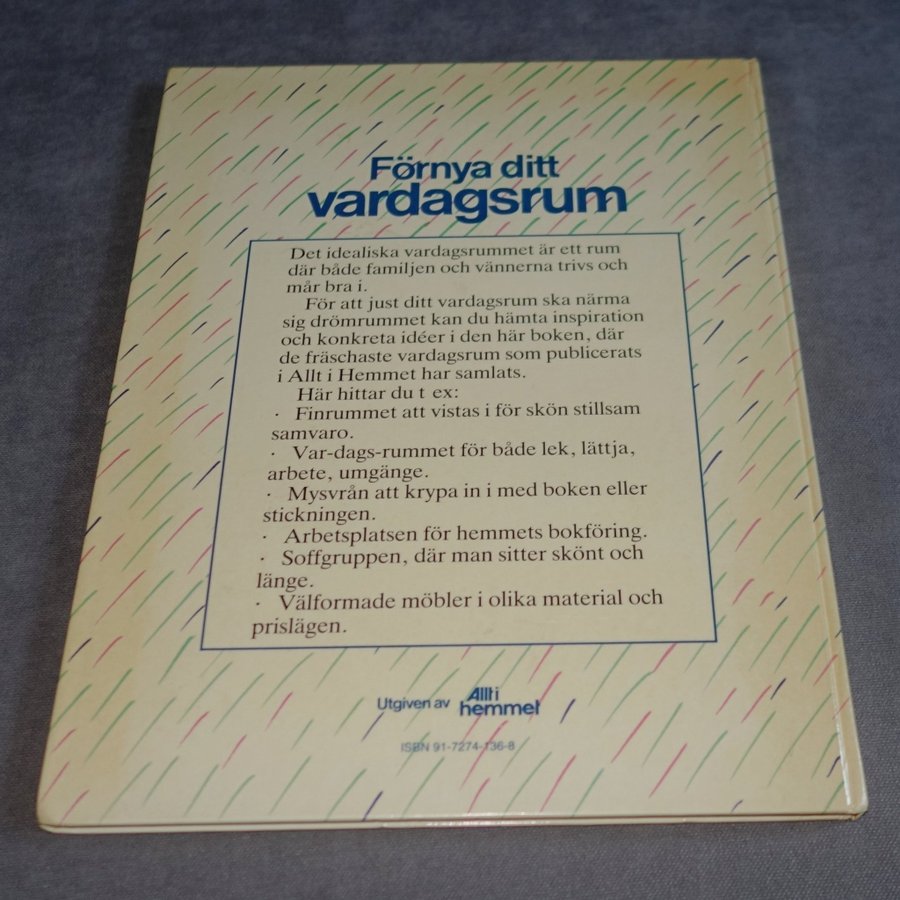 Förnya ditt
vardagsrum
Det idealiska vardagsrummet är ett rum
där både familjen och vännerna trivs och
mår bra i.
För att just ditt vardagsrum ska närma
sig drömrummet kan du hämta inspiration
och konkreta idéer i den här boken, där
de fräschaste vardagsrum som publicerats
i Allt i Hemmet har samlats.
Här hittar du t ex:
· Finrummet att vistas i för skön stillsam
samvaro.
· Var-dags-rummet för både lek, lättja,
arbete, umgänge.
· Mysvrån att krypa in i med boken eller
stickningen.
· Arbetsplatsen för hemmets bokföring.
· Soffgruppen, där man sitter skönt och
länge.
· Välformade möbler i olika material och
prislägen.
Utgiven av Allt i
hemmet
ISBN 91-7274-136-8